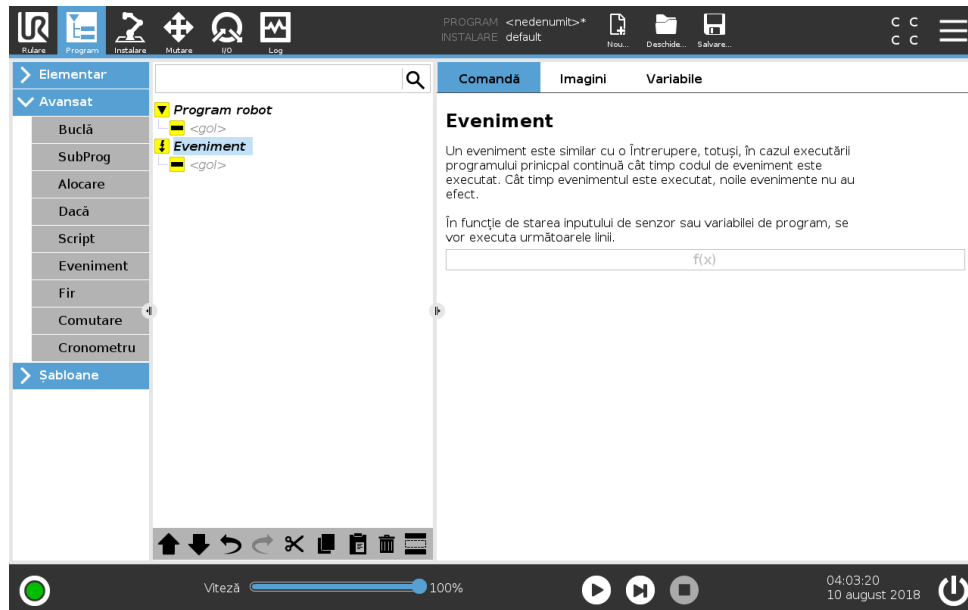 UR
PROGRAM <nedenumit>*
INSTALARE default
C C
C C
Rulare Program Instalare Mutare I/O Log Nou... Deschide... Salvare...
Elementar
Avansat
Buclă
SubProg
Alocare
Dacă
Script
Eveniment
Fir
Comutare
Cronometru
Șabloane
Program robot
<gol>
Eveniment
<gol>
Comandă Imagini Variabile
Eveniment
Un eveniment este similar cu o Întrerupere, totuși, în cazul executării
programului prinicpal continuă cât timp codul de eveniment este
executat. Cât timp evenimentul este executat, noile evenimente nu au
efect.
În funcție de starea inputului de senzor sau variabilei de program, se
vor executa următoarele linii.
f(x)
Viteză 100%
04:03:20
10 august 2018